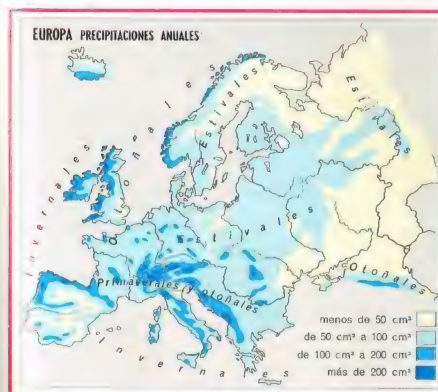 EUROPA PRECIPITACIONES ANUALES
Invernales
Otoñales
Estivales
Estivales
Estivales
Otoñales
Primaverales y otoñales
Invernales
menos de 50 cm³
de 50 cm³ a 100 cm³
de 100 cm³ a 200 cm³
más de 200 cm³